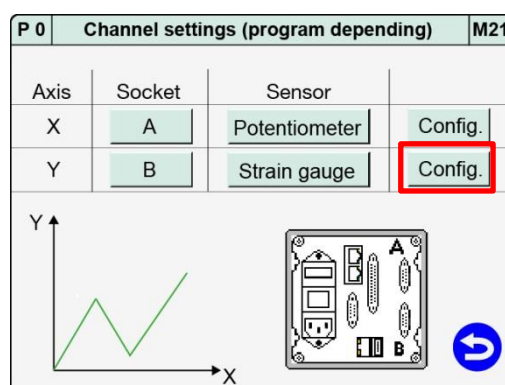 P 0 Channel settings (program depending) M21
Axis Socket Sensor
X A Potentiometer Config.
Y B Strain gauge Config.
Y
A
B
X